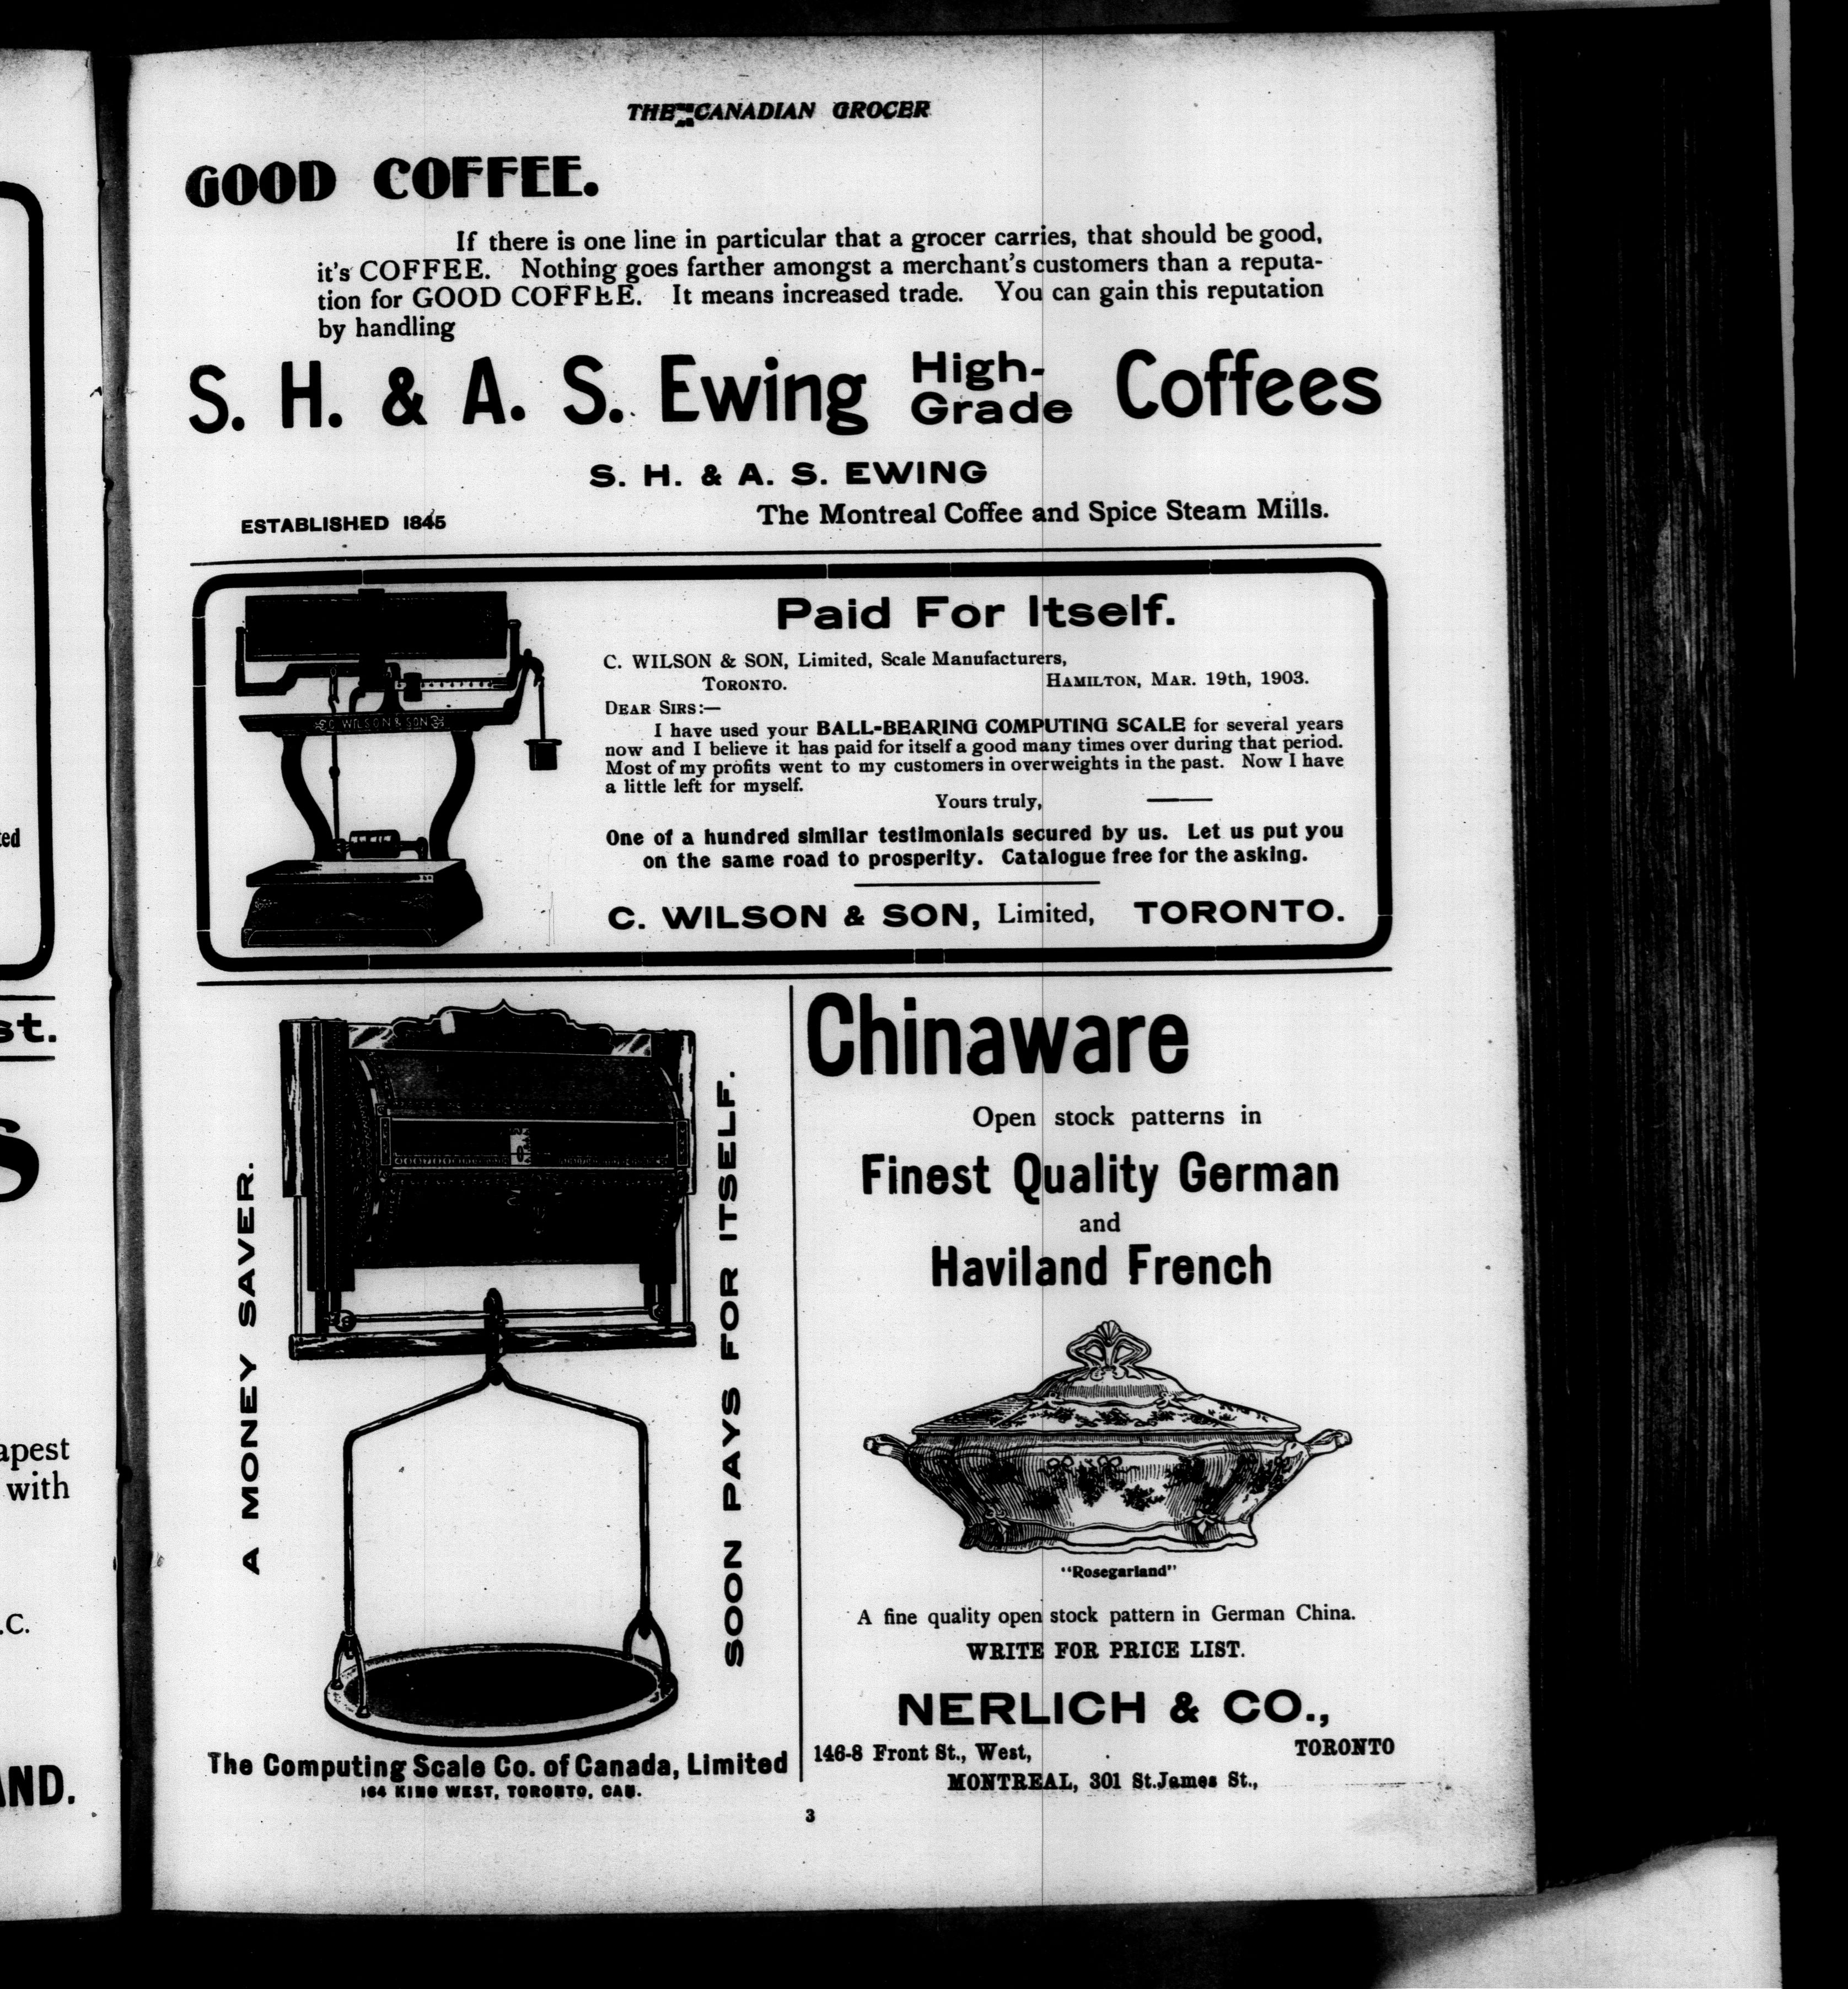 THE CANADIAN GROCER
GOOD COFFEE.
If there is one line in particular that a grocer carries, that should be good,
it's COFFEE. Nothing goes farther amongst a merchant's customers than a reputa-
tion for GOOD COFFEE. It means increased trade. You can gain this reputation
by handling
S. H. & A. S. Ewing High-Grade Coffees
S. H. & A. S. EWING
ESTABLISHED 1845
The Montreal Coffee and Spice Steam Mills.
C. WILSON & SON
Paid For Itself.
C. WILSON & SON, Limited, Scale Manufacturers,
TORONTO. HAMILTON, MAR. 19th, 1903.
DEAR SIRS:—
I have used your BALL-BEARING COMPUTING SCALE for several years
now and I believe it has paid for itself a good many times over during that period.
Most of my profits went to my customers in overweights in the past. Now I have
a little left for myself.
Yours truly, ——
One of a hundred similar testimonials secured by us. Let us put you
on the same road to prosperity. Catalogue free for the asking.
C. WILSON & SON, Limited, TORONTO.
A MONEY SAVER.
SOON PAYS FOR ITSELF.
The Computing Scale Co. of Canada, Limited
164 KING WEST, TORONTO, CAN.
Chinaware
Open stock patterns in
Finest Quality German
and
Haviland French
"Rosegarland"
A fine quality open stock pattern in German China.
WRITE FOR PRICE LIST.
NERLICH & CO.,
146-8 Front St., West, TORONTO
MONTREAL, 301 St. James St.,
3
st.
apest
with
.C.
AND.